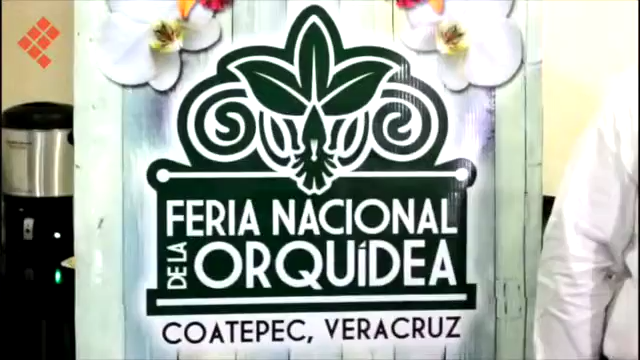 FERIA NACIONAL
DE LA ORQUÍDEA
COATEPEC, VERACRUZ